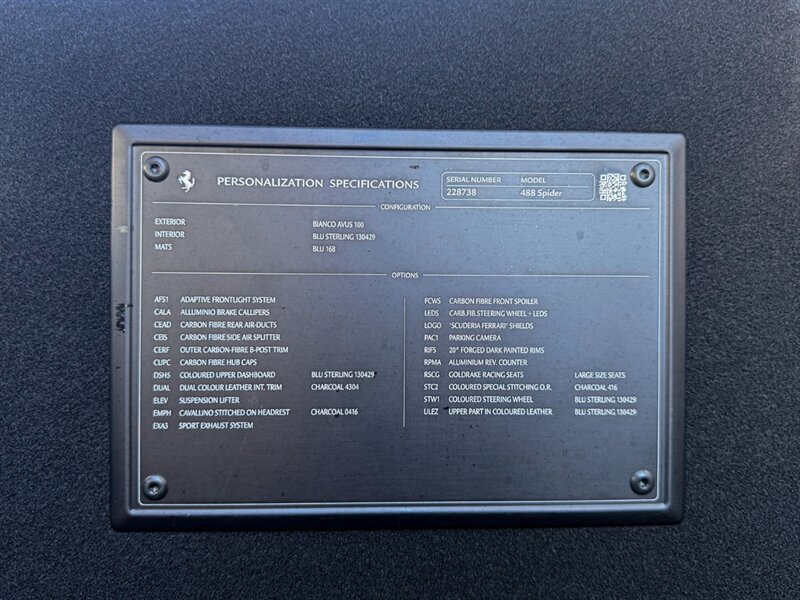 PERSONALIZATION SPECIFICATIONS
SERIAL NUMBER MODEL
228738 488 Spider
CONFIGURATION
EXTERIOR BIANCO AVUS 100
INTERIOR BLU STERLING 130429
MATS BLU 168
OPTIONS
AFS1 ADAPTIVE FRONTLIGHT SYSTEM
CALA ALLUMINIO BRAKE CALLIPERS
CEAD CARBON FIBRE REAR AIR-DUCTS
CEIS CARBON FIBRE SIDE AIR SPLITTER
CERF OUTER CARBON-FIBRE B-POST TRIM
CUPC CARBON FIBRE HUB CAPS
DSHS COLOURED UPPER DASHBOARD BLU STERLING 130429
DUAL DUAL COLOUR LEATHER INT. TRIM CHARCOAL 4304
ELEV SUSPENSION LIFTER
EMPH CAVALLINO STITCHED ON HEADREST CHARCOAL 0416
EXA3 SPORT EXHAUST SYSTEM
FCWS CARBON FIBRE FRONT SPOILER
LEDS CARB.FIB.STEERING WHEEL + LEDS
LOGO 'SCUDERIA FERRARI' SHIELDS
PAC1 PARKING CAMERA
RIFS 20" FORGED DARK PAINTED RIMS
RPMA ALUMINIUM REV. COUNTER
RSCG GOLDRAKE RACING SEATS LARGE SIZE SEATS
STC2 COLOURED SPECIAL STITCHING O.R. CHARCOAL 416
STW1 COLOURED STEERING WHEEL BLU STERLING 130429
ULEZ UPPER PART IN COLOURED LEATHER BLU STERLING 130429